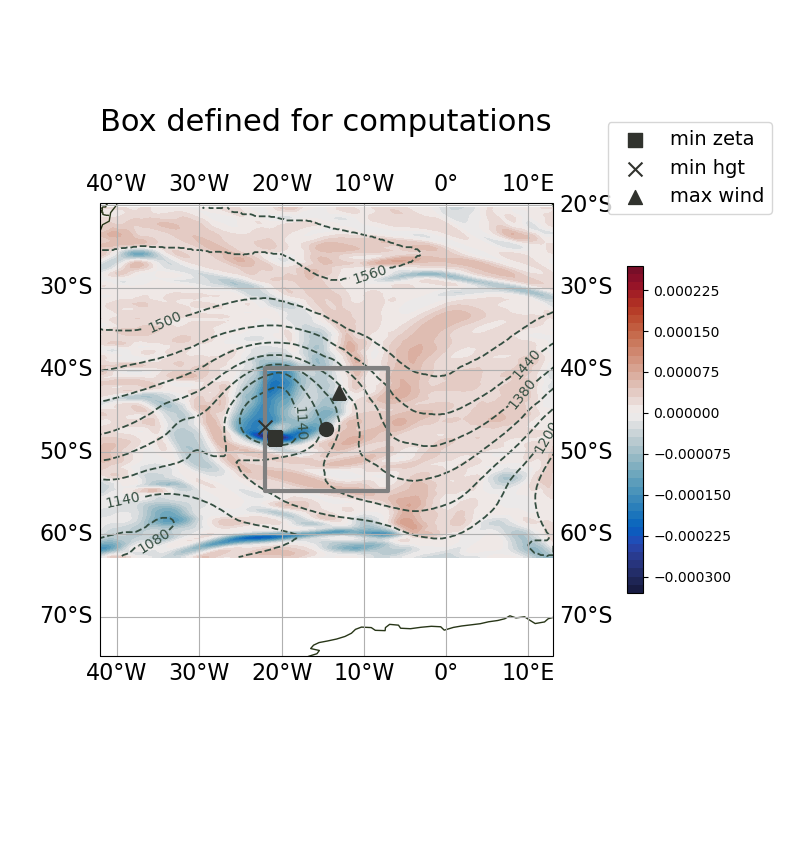 Box defined for computations
min zeta
min hgt
max wind
40°W 30°W 20°W 10°W 0° 10°E
20°S
30°S 30°S
40°S 40°S
50°S 50°S
60°S 60°S
70°S 70°S
40°W 30°W 20°W 10°W 0° 10°E
1560
1500
1440
1380
1200
1140
1140
1080
0.000225
0.000150
0.000075
0.000000
−0.000075
−0.000150
−0.000225
−0.000300